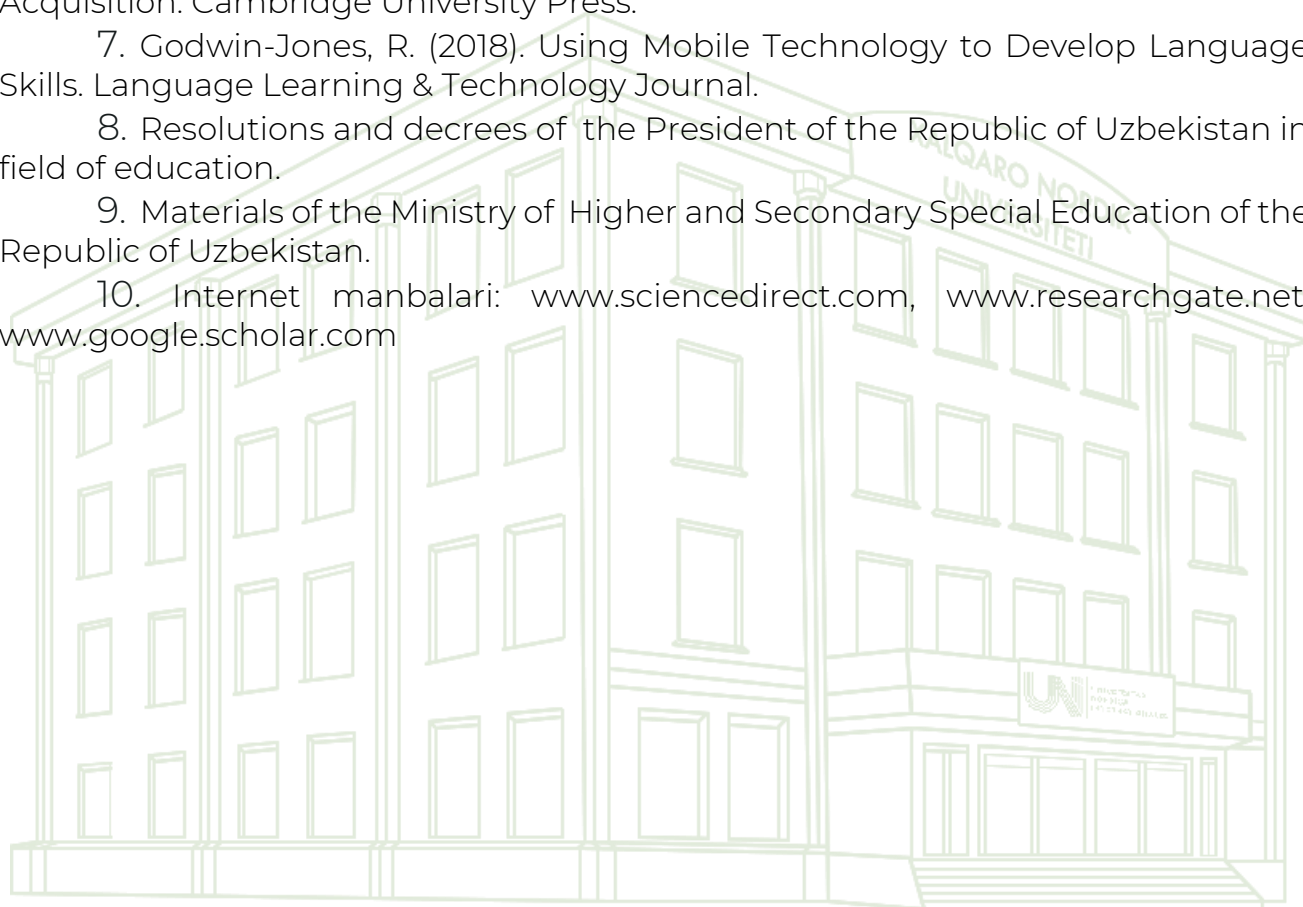 Acquisition. Cambridge University Press.
7. Godwin-Jones, R. (2018). Using Mobile Technology to Develop Language
Skills. Language Learning & Technology Journal.
8. Resolutions and decrees of the President of the Republic of Uzbekistan in
field of education.
9. Materials of the Ministry of Higher and Secondary Special Education of the
Republic of Uzbekistan.
10. Internet manbalari: www.sciencedirect.com, www.researchgate.net
www.google.scholar.com
UNIVERSITETI
UNI